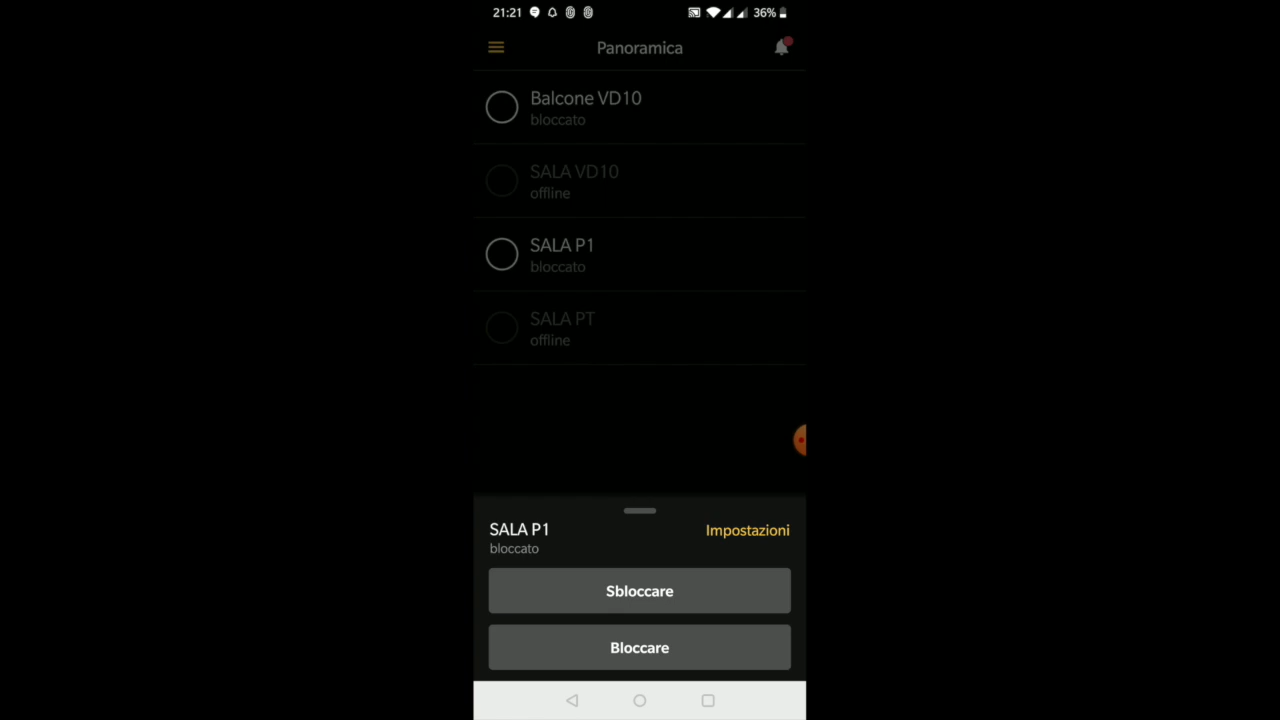 21:21
36%
Panoramica
Balcone VD10
bloccato
SALA VD10
offline
SALA P1
bloccato
SALA PT
offline
SALA P1
Impostazioni
bloccato
Sbloccare
Bloccare